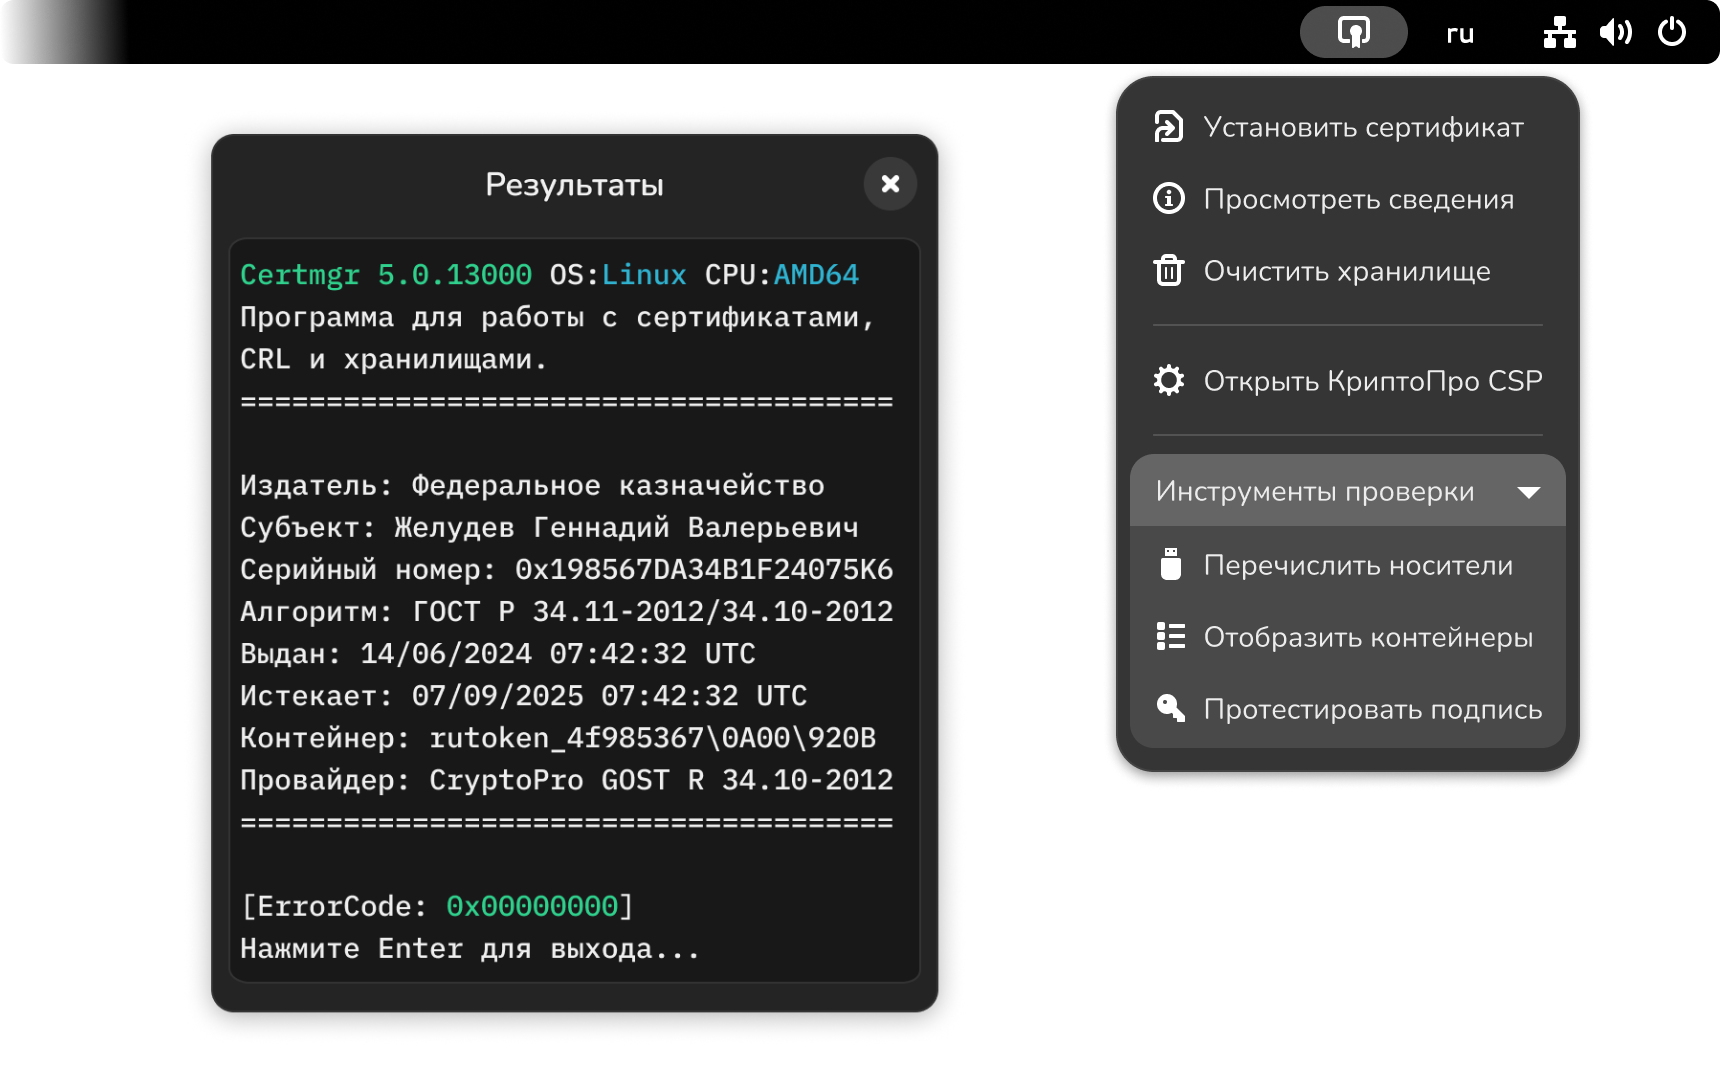 ru
Результаты
Certmgr 5.0.13000 OS:Linux CPU:AMD64
Программа для работы с сертификатами,
CRL и хранилищами.
======================================
Издатель: Федеральное казначейство
Субъект: Желудев Геннадий Валерьевич
Серийный номер: 0x198567DA34B1F24075K6
Алгоритм: ГОСТ Р 34.11-2012/34.10-2012
Выдан: 14/06/2024 07:42:32 UTC
Истекает: 07/09/2025 07:42:32 UTC
Контейнер: rutoken_4f985367\0A00\920B
Провайдер: CryptoPro GOST R 34.10-2012
======================================
[ErrorCode: 0x00000000]
Нажмите Enter для выхода...
Установить сертификат
Просмотреть сведения
Очистить хранилище
Открыть КриптоПро CSP
Инструменты проверки
Перечислить носители
Отобразить контейнеры
Протестировать подпись